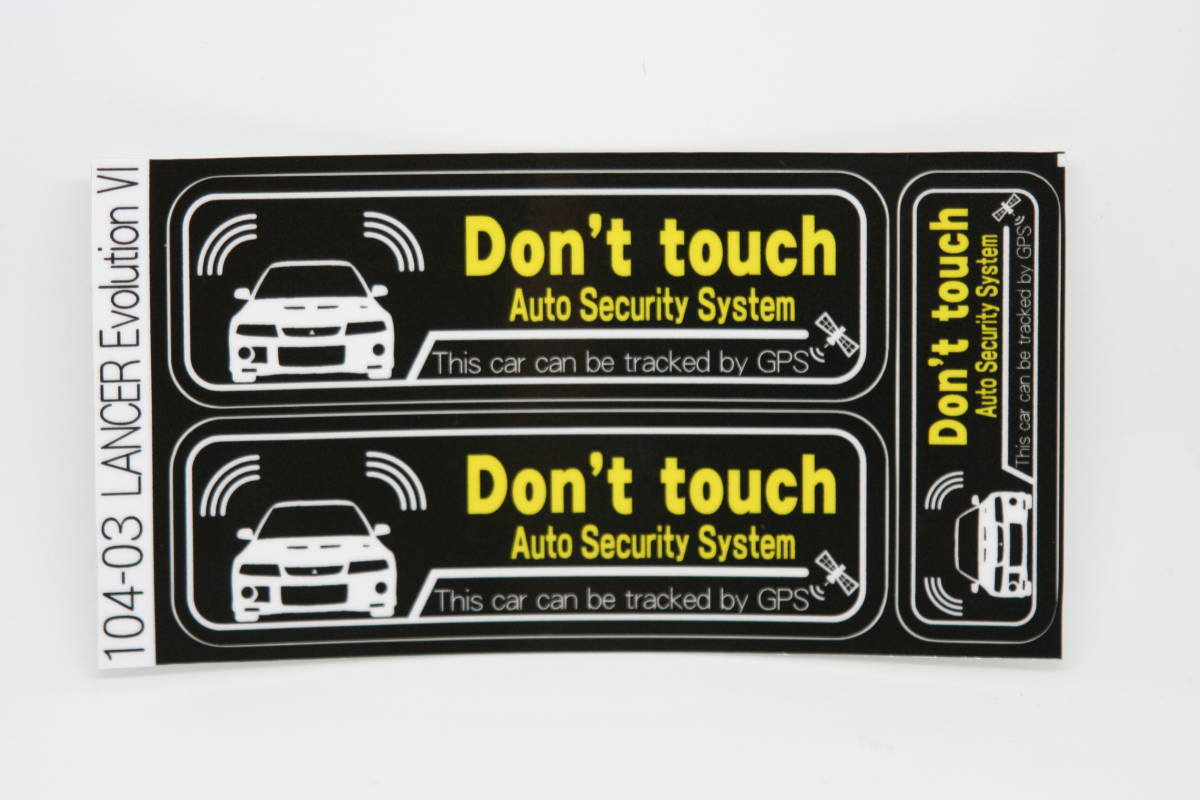 104-03 LANCER Evolution VI
Don't touch
Auto Security System
This car can be tracked by GPS
Don't touch
Auto Security System
This car can be tracked by GPS
Don't touch
Auto Security System
This car can be tracked by GPS